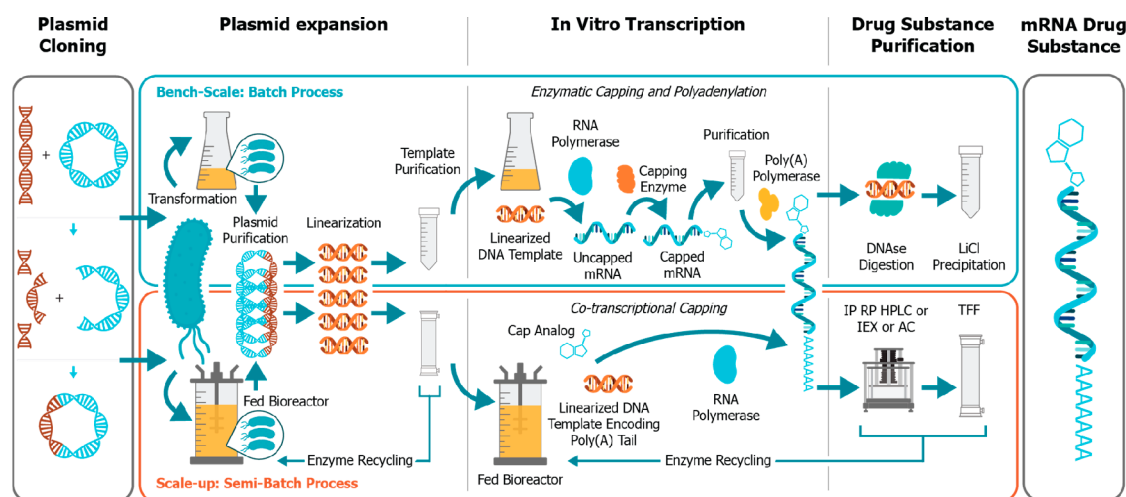 Plasmid
Cloning
Plasmid expansion
In Vitro Transcription
Drug Substance
Purification
mRNA Drug
Substance
Bench-Scale: Batch Process
Enzymatic Capping and Polyadenylation
+
Transformation
Plasmid
Purification
Linearization
Template
Purification
RNA
Polymerase
Linearized
DNA Template
Capping
Enzyme
Uncapped
mRNA
Capped
mRNA
Purification
Poly(A)
Polymerase
DNAse
Digestion
LiCl
Precipitation
+
Co-transcriptional Capping
Cap Analog
Linearized DNA
Template Encoding
Poly(A) Tail
RNA
Polymerase
AAAAAA
IP RP HPLC or
IEX or AC
TFF
AAAAAA
Fed Bioreactor
Enzyme Recycling
Fed Bioreactor
Enzyme Recycling
Scale-up: Semi-Batch Process